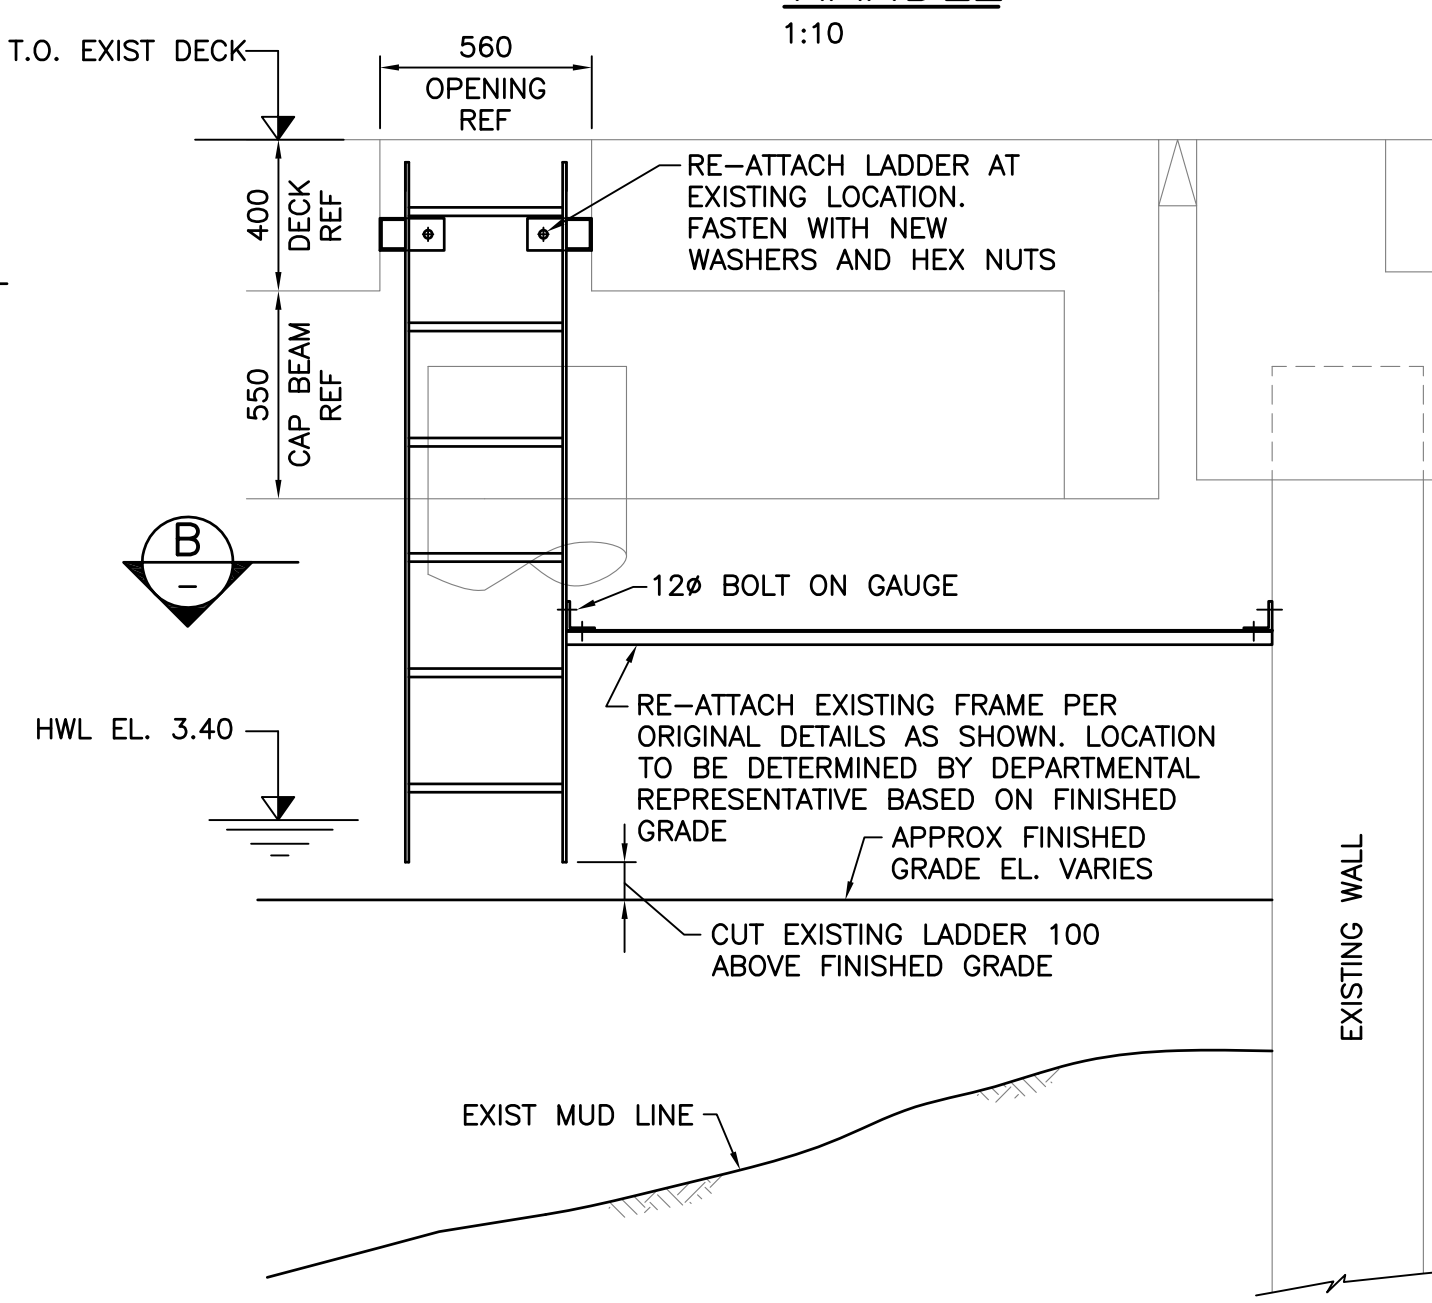 1:10
T.O. EXIST DECK
560
OPENING
REF
RE-ATTACH LADDER AT
EXISTING LOCATION.
FASTEN WITH NEW
WASHERS AND HEX NUTS
400
DECK
REF
550
CAP BEAM
REF
B
-
12ø BOLT ON GAUGE
RE-ATTACH EXISTING FRAME PER
ORIGINAL DETAILS AS SHOWN. LOCATION
TO BE DETERMINED BY DEPARTMENTAL
REPRESENTATIVE BASED ON FINISHED
GRADE
HWL EL. 3.40
APPROX FINISHED
GRADE EL. VARIES
CUT EXISTING LADDER 100
ABOVE FINISHED GRADE
EXISTING WALL
EXIST MUD LINE